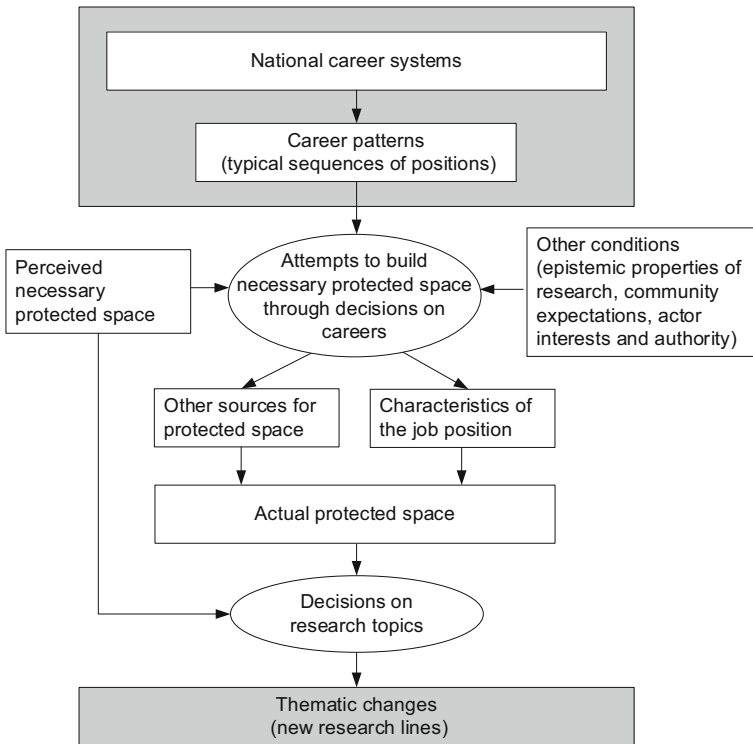 National career systems
Career patterns
(typical sequences of positions)
Perceived
necessary
protected space
Attempts to build
necessary protected space
through decisions on
careers
Other conditions
(epistemic properties of
research, community
expectations, actor
interests and authority)
Other sources for
protected space
Characteristics of
the job position
Actual protected space
Decisions on
research topics
Thematic changes
(new research lines)